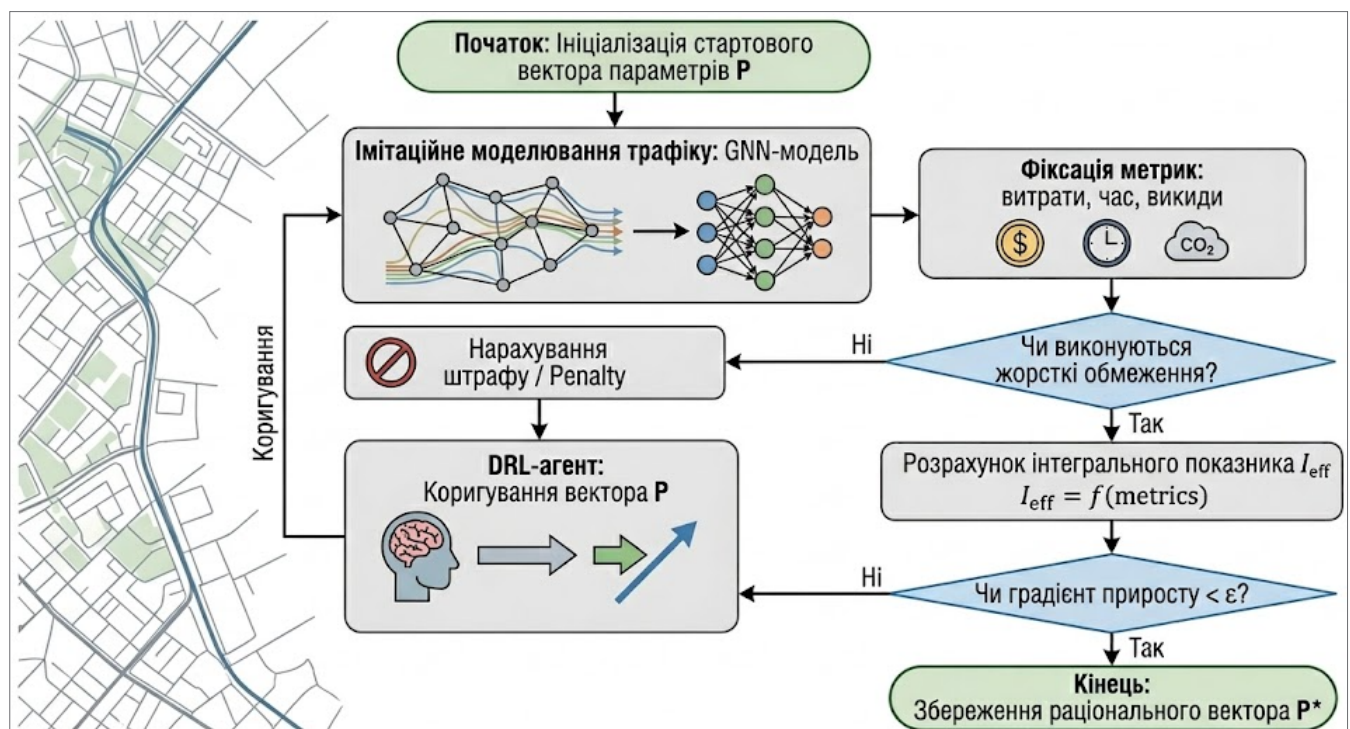 Початок: Ініціалізація стартового
вектора параметрів P
Імітаційне моделювання трафіку: GNN-модель
Фіксація метрик:
витрати, час, викиди
$
CO₂
Чи виконуються
жорсткі обмеження?
Ні
Нарахування
штрафу / Penalty
Так
Коригування
DRL-агент:
Коригування вектора P
Розрахунок інтегрального показника I_eff
I_eff = f(metrics)
Ні
Чи градієнт приросту < ε?
Так
Кінець:
Збереження раціонального вектора P*